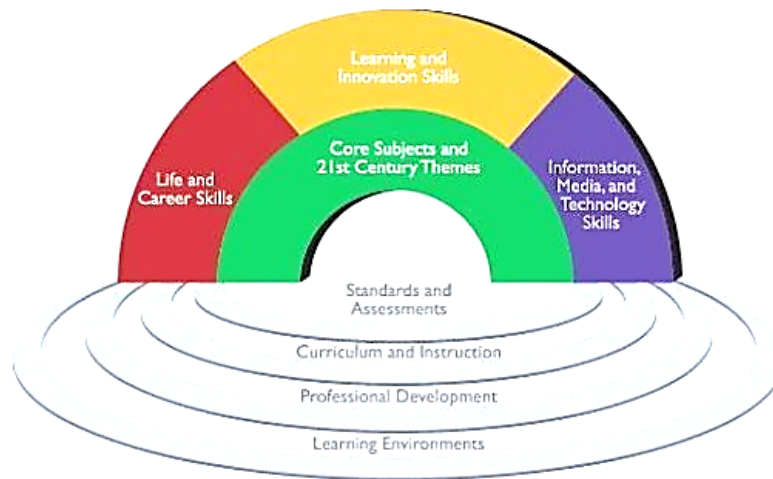 Learning and
Innovation Skills
Core Subjects and
21st Century Themes
Life and
Career Skills
Information,
Media, and
Technology
Skills
Standards and
Assessments
Curriculum and Instruction
Professional Development
Learning Environments